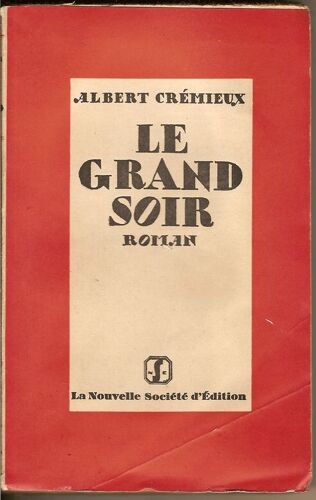 ALBERT CRÉMIEUX
LE
GRAND
SOIR
ROMAN
N S E
La Nouvelle Société d'Édition